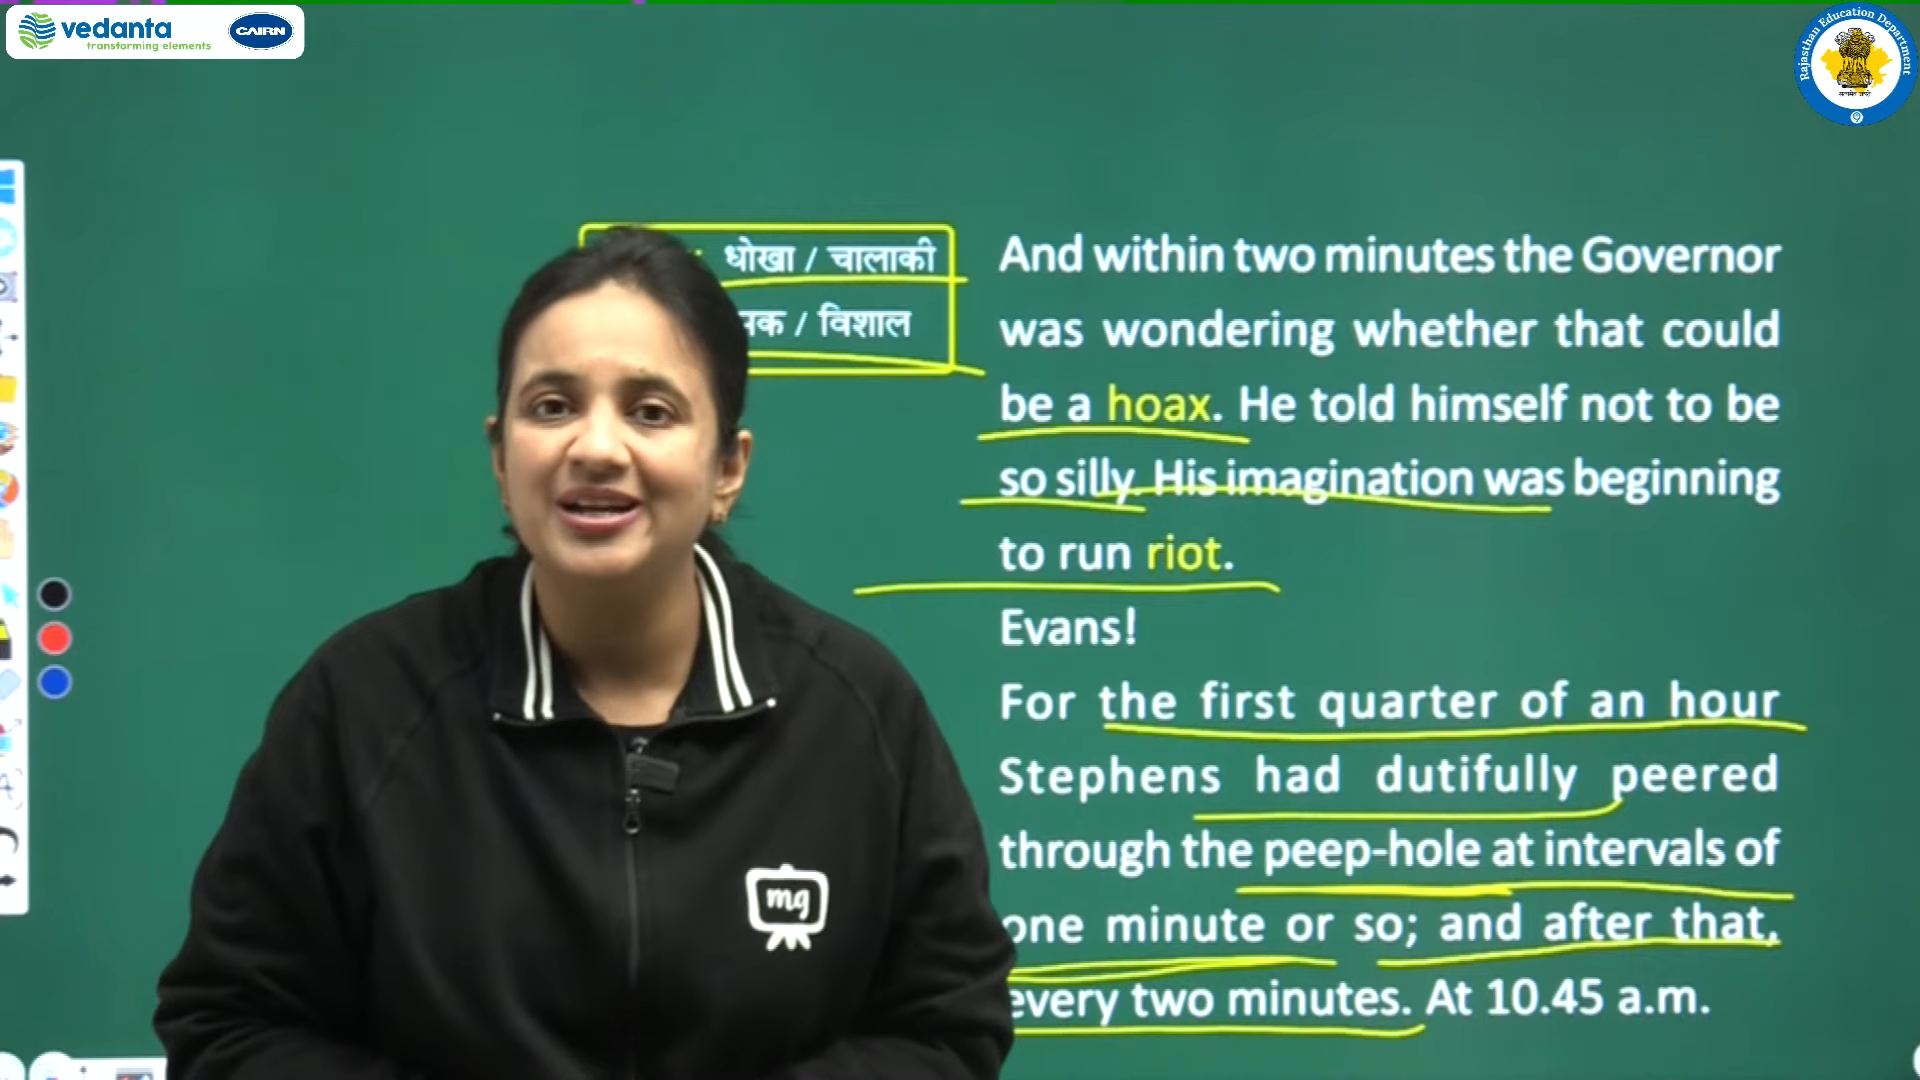 vedanta
transforming elements
CAIRN
Rajasthan Education Department
धोखा / चालाकी
/ विशाल
And within two minutes the Governor
was wondering whether that could
be a hoax. He told himself not to be
so silly. His imagination was beginning
to run riot.
Evans!
For the first quarter of an hour
Stephens had dutifully peered
through the peep-hole at intervals of
one minute or so; and after that,
every two minutes. At 10.45 a.m.
mg